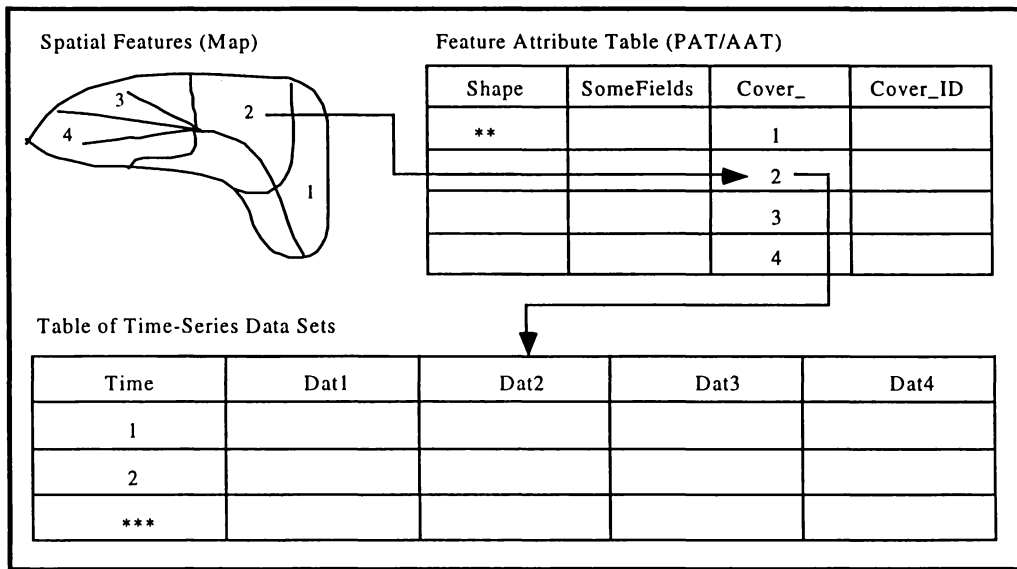 Spatial Features (Map)
3
2
4
1
Feature Attribute Table (PAT/AAT)
Shape SomeFields Cover_ Cover_ID
** 1
2
3
4
Table of Time-Series Data Sets
Time Dat1 Dat2 Dat3 Dat4
1
2
***